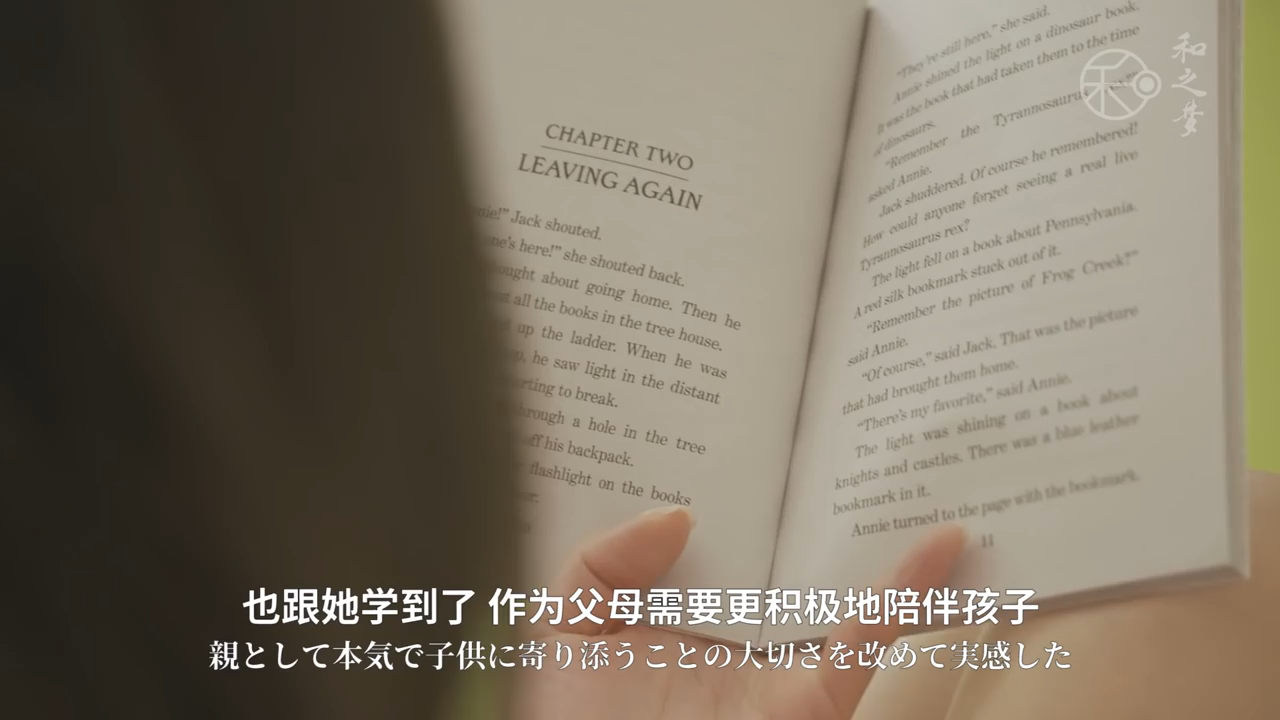 CHAPTER TWO
LEAVING AGAIN
Jack shouted.
here!” she shouted back.
about going home. Then he
all the books in the tree house.
up the ladder. When he was
he saw light in the distant
to break.
through a hole in the tree
off his backpack.
flashlight on the books
“They’re still here,” she said.
Annie shined the light on a dinosaur book.
It was the book that had taken them to the time
of dinosaurs.
“Remember the Tyrannosaurus
asked Annie.
Jack shuddered. Of course he remembered!
How could anyone forget seeing a real live
Tyrannosaurus rex?
The light fell on a book about Pennsylvania.
A red silk bookmark stuck out of it.
“Remember the picture of Frog Creek?”
said Annie.
“Of course,” said Jack. That was the picture
that had brought them home.
“There’s my favorite,” said Annie.
The light was shining on a book about
knights and castles. There was a blue leather
bookmark in it.
Annie turned to the page with the bookmark.
11
和之梦
也跟她学到了 作为父母需要更积极地陪伴孩子
親として本気で子供に寄り添うことの大切さを改めて実感した